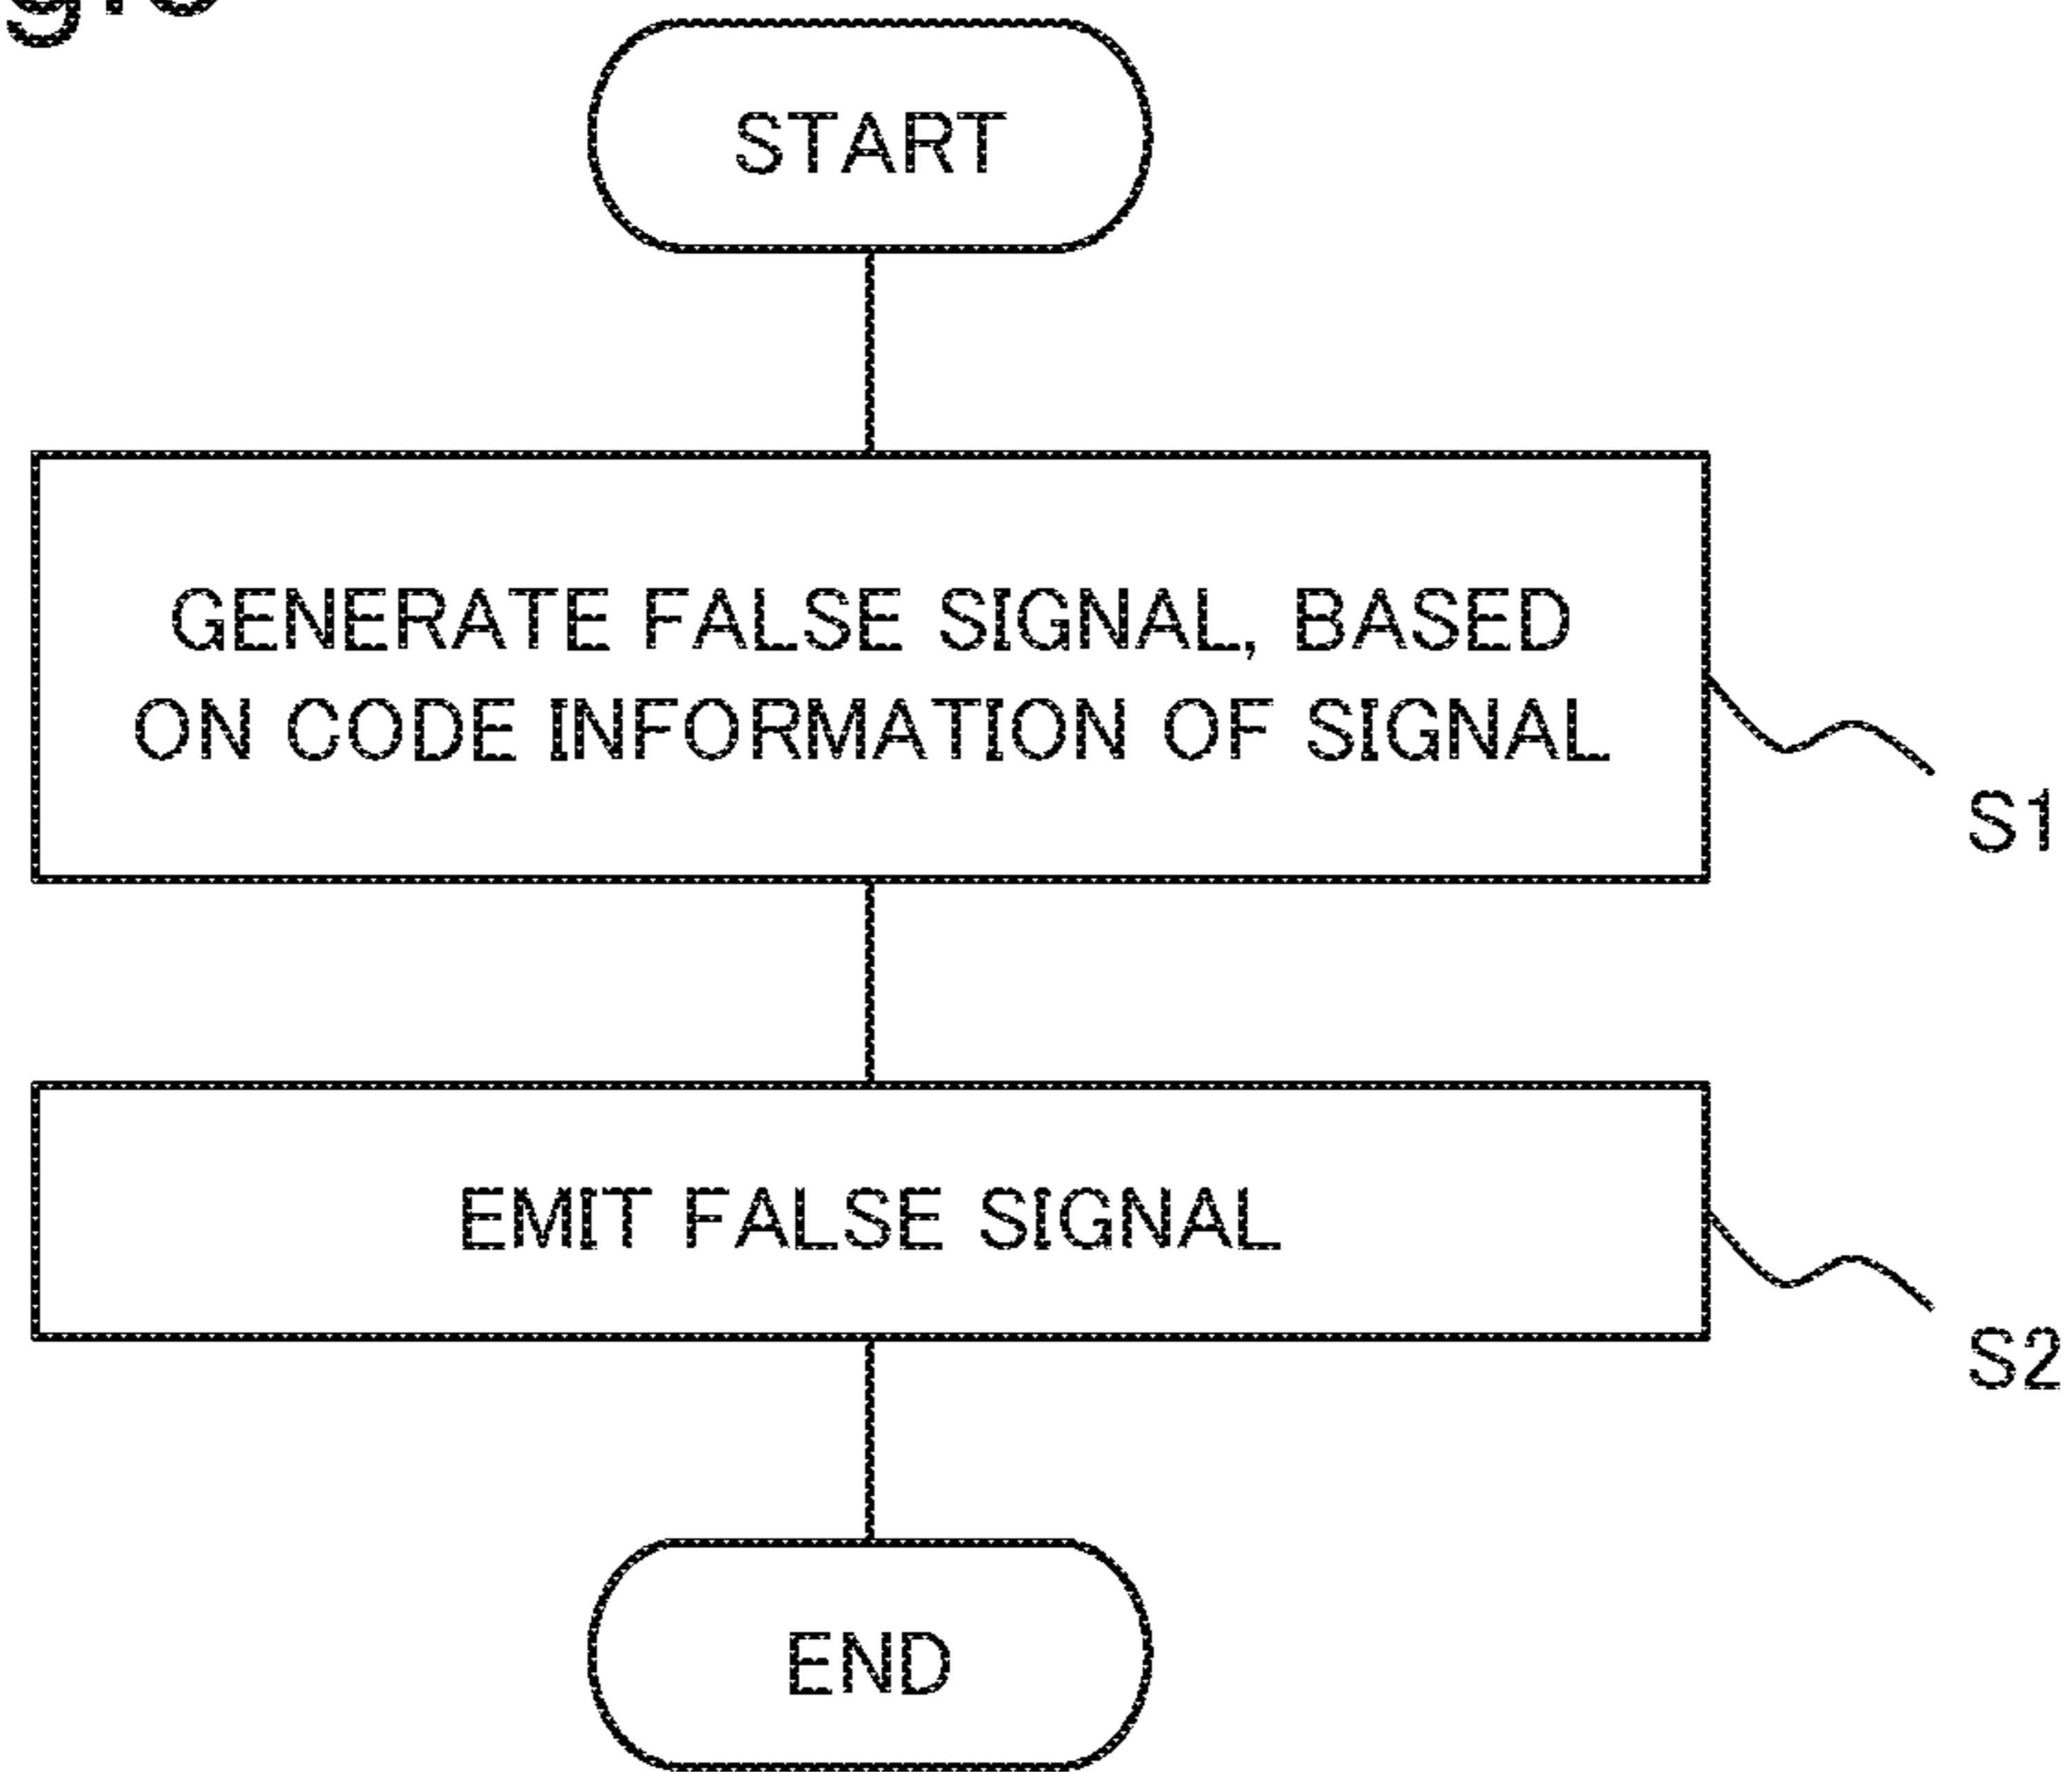 START
GENERATE FALSE SIGNAL, BASED
ON CODE INFORMATION OF SIGNAL
S1
EMIT FALSE SIGNAL
S2
END